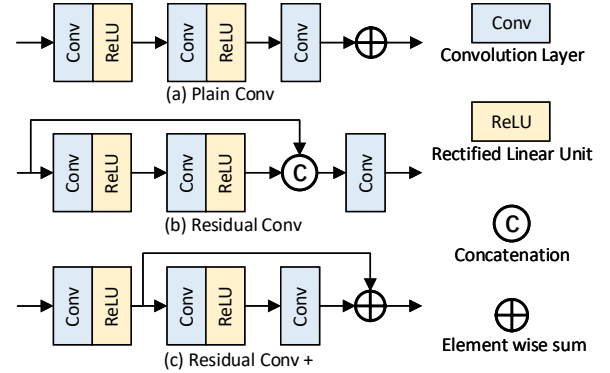 Conv ReLU Conv ReLU Conv
(a) Plain Conv
Conv ReLU Conv ReLU C Conv
(b) Residual Conv
Conv ReLU Conv ReLU Conv
(c) Residual Conv +
Conv
Convolution Layer
ReLU
Rectified Linear Unit
C
Concatenation
Element wise sum